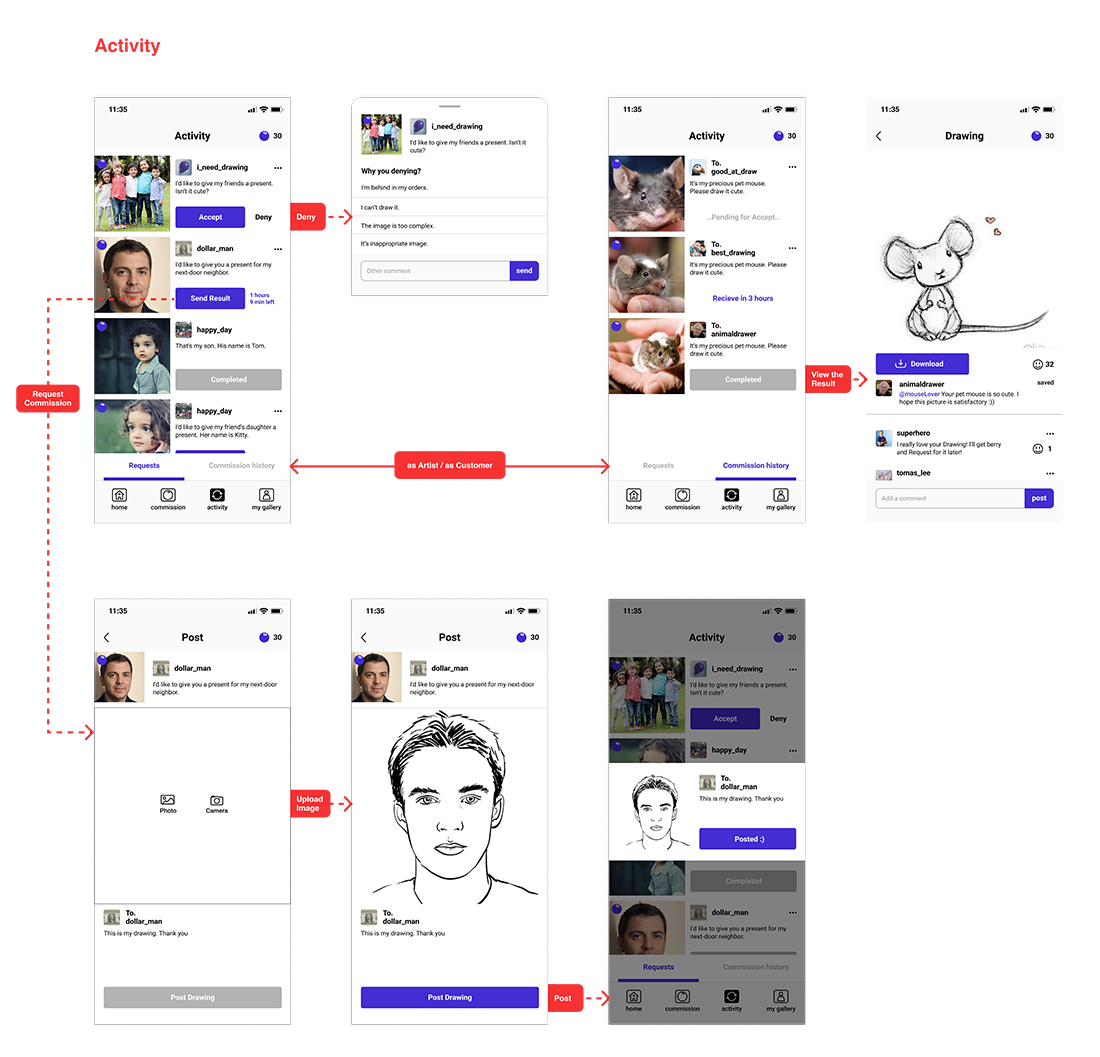 Activity
11:35
Activity
30
i_need_drawing
I'd like to give my friends a present.
Isn't it cute?
Accept
Deny
dollar_man
I'd like to give you a present for my
next-door neighbor.
Send Result
1 hours
9 min left
happy_day
That's my son. His name is Tom.
Completed
happy_day
I'd like to give my friend's daughter a
present. Her name is Kitty.
Requests
Commission history
home
commission
activity
my gallery
Deny
i_need_drawing
I'd like to give my friends a present. Isn't it
cute?
Why you denying?
I'm behind in my orders.
I can't draw it.
The image is too complex.
It's inappropriate image.
Other comment
send
11:35
Activity
30
To.
good_at_draw
It's my precious pet mouse.
Please draw it cute.
..Pending for Accept..
To.
best_drawing
It's my precious pet mouse. Please
draw it cute.
Recieve in 3 hours
To.
animaldrawer
It's my precious pet mouse. Please
draw it cute.
Completed
Requests
Commission history
home
commission
activity
my gallery
View the
Result
11:35
Drawing
30
Download
32
saved
animaldrawer
@mouseLover Your pet mouse is so cute. I
hope this picture is satisfactory :))
superhero
I really love your Drawing! I'll get berry
and Request for it later!
1
tomas_lee
Add a comment
post
Request
Commission
as Artist / as Customer
11:35
Post
30
dollar_man
I'd like to give you a present for my next-door
neighbor.
Photo
Camera
To.
dollar_man
This is my drawing. Thank you
Post Drawing
Upload
Image
11:35
Post
30
dollar_man
I'd like to give you a present for my next-door
neighbor.
To.
dollar_man
This is my drawing. Thank you
Post Drawing
Post
11:35
Activity
30
i_need_drawing
I'd like to give my friends a present.
Isn't it cute?
Accept
Deny
happy_day
To.
dollar_man
This is my drawing. Thank you
Posted :)
Completed
dollar_man
I'd like to give you a present for my
next-door neighbor.
Requests
Commission history
home
commission
activity
my gallery